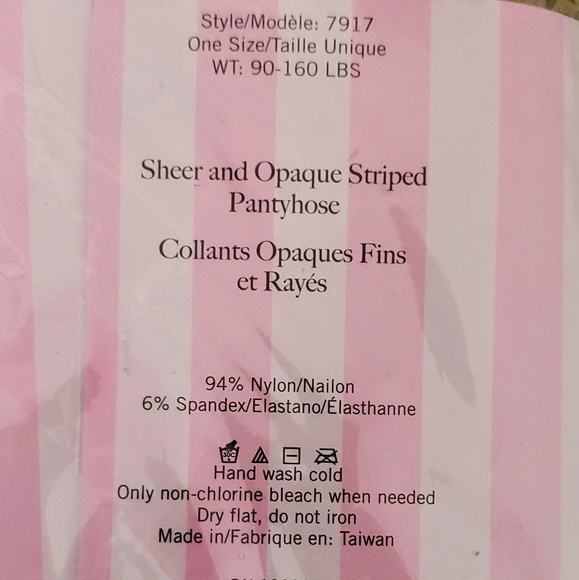 Style/Modèle: 7917
One Size/Taille Unique
WT: 90-160 LBS
Sheer and Opaque Striped
Pantyhose
Collants Opaques Fins
et Rayés
94% Nylon/Nailon
6% Spandex/Elastano/Élasthanne
Hand wash cold
Only non-chlorine bleach when needed
Dry flat, do not iron
Made in/Fabrique en: Taiwan